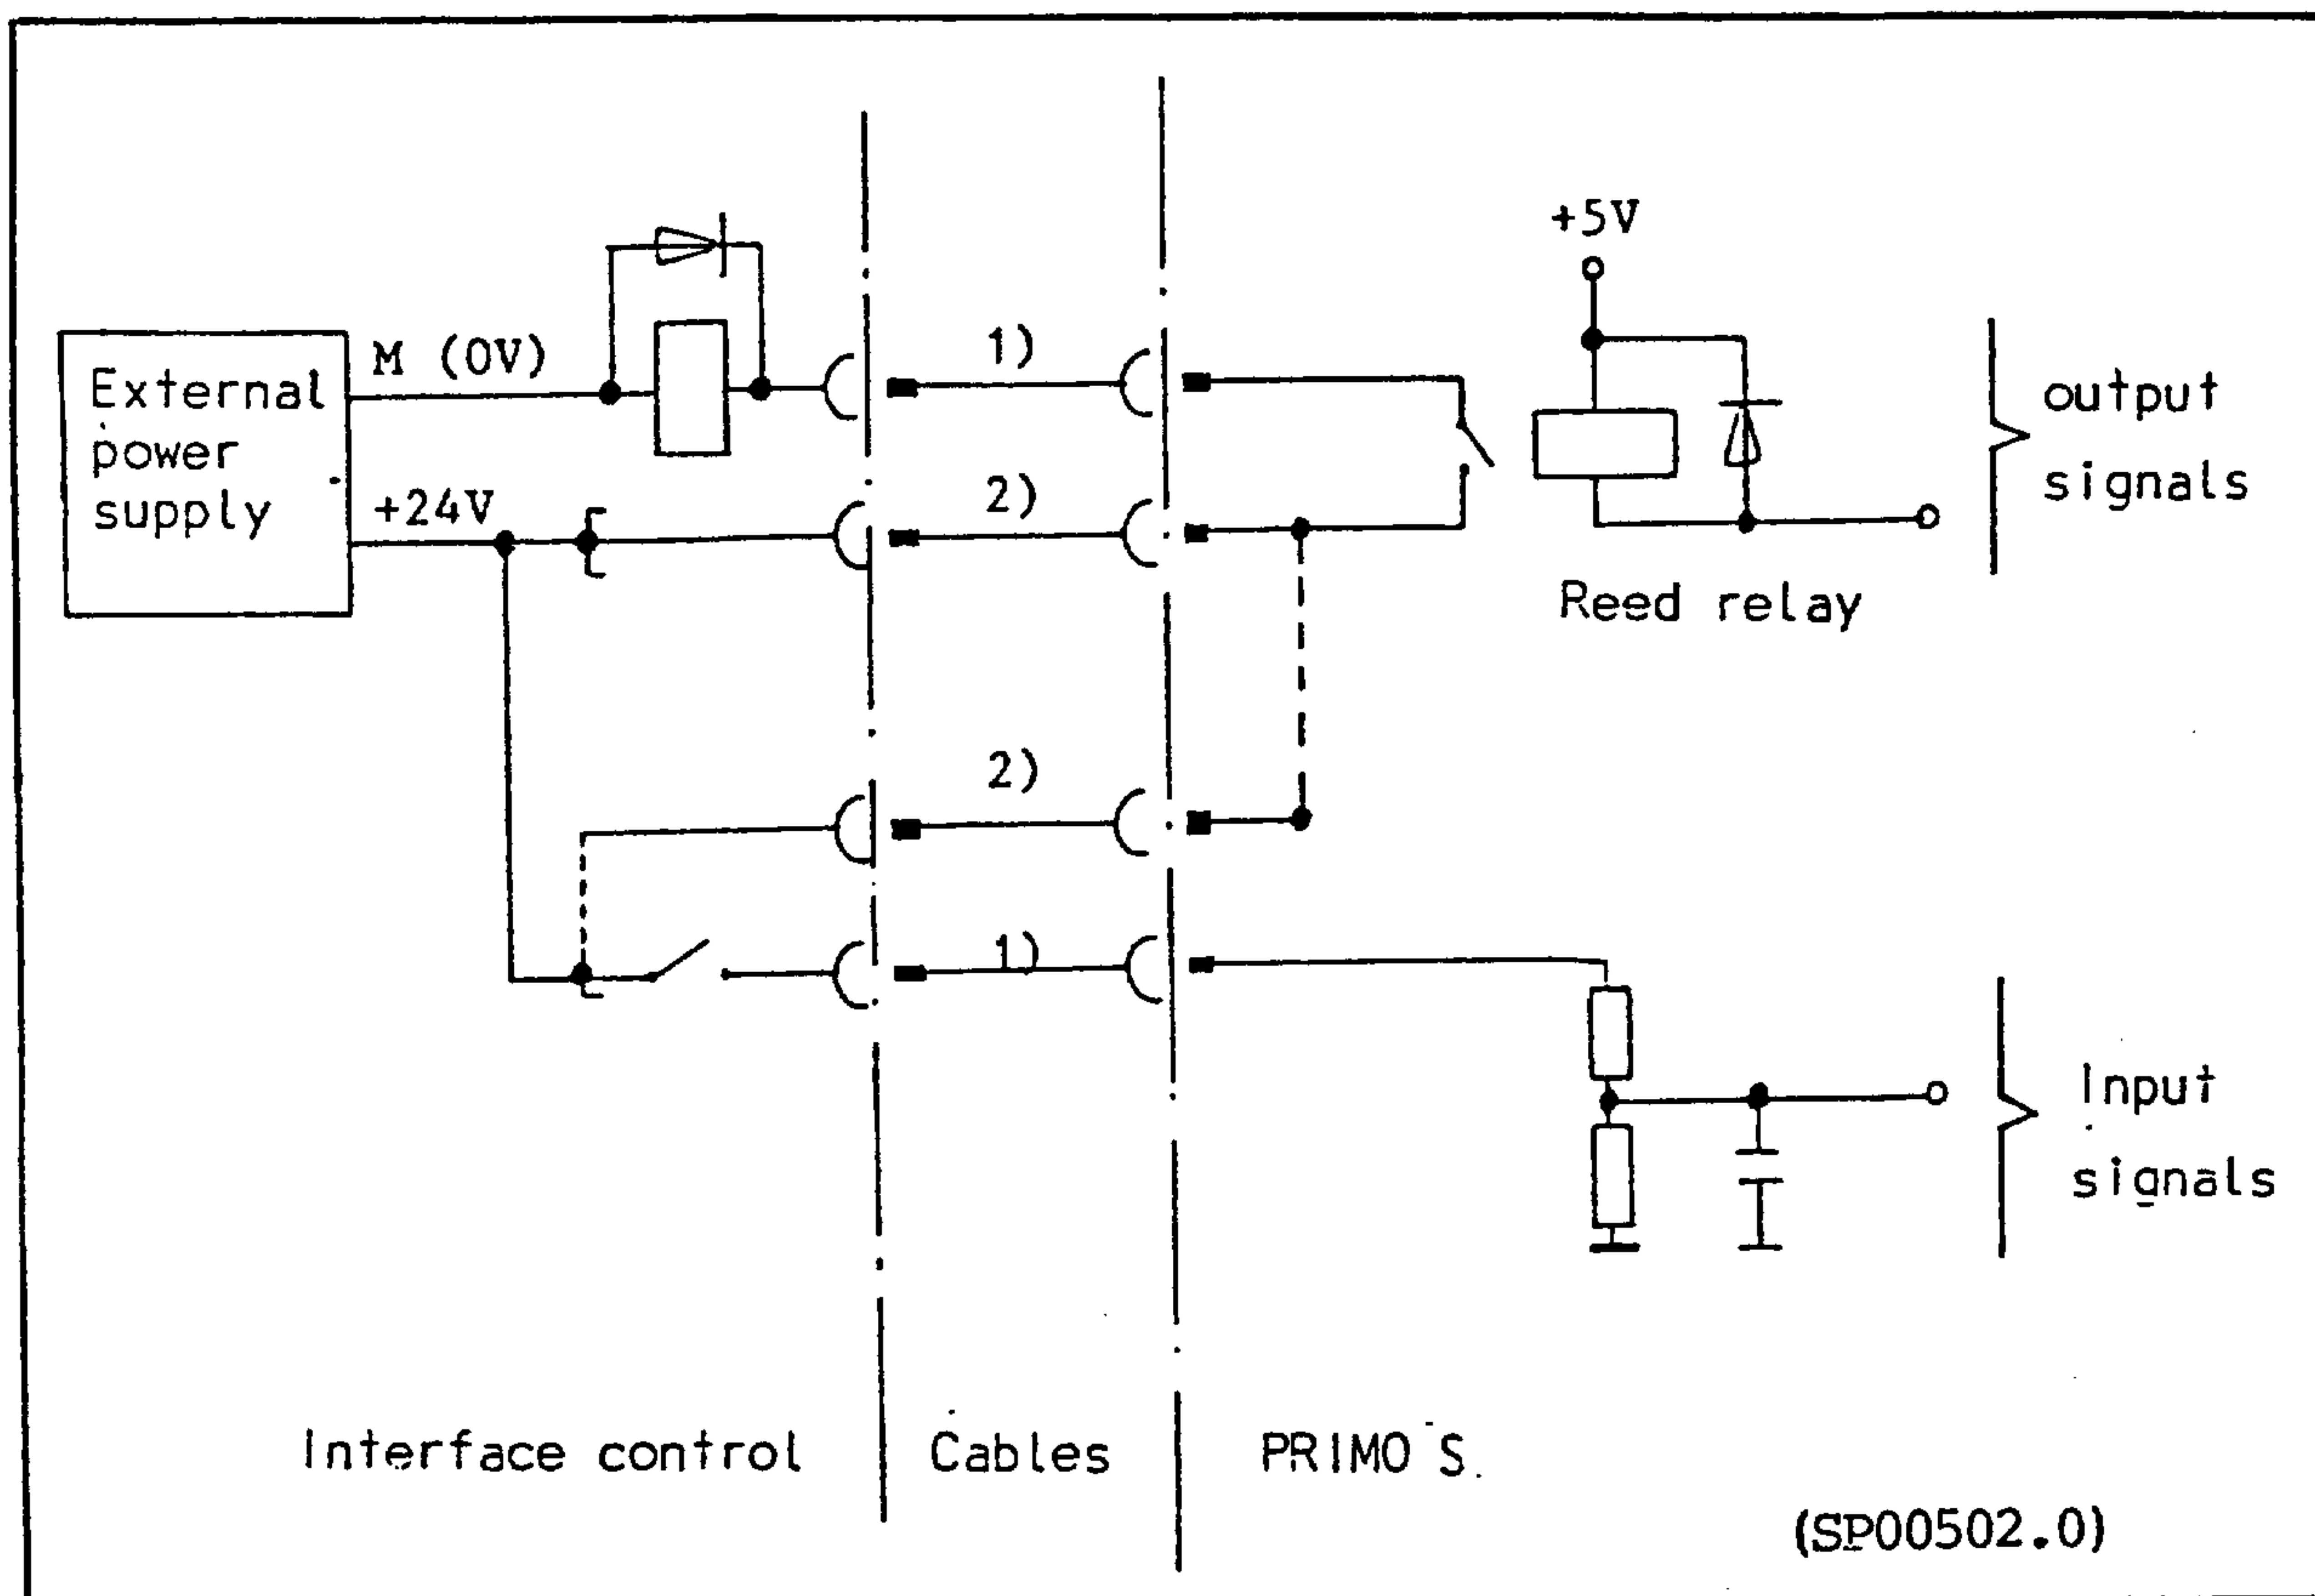 +5V
M (0V)
1)
External
power
supply
output
signals
2)
+24V
Reed relay
2)
1)
Input
signals
Interface control
Cables
PRIMO S.
(SP00502.0)